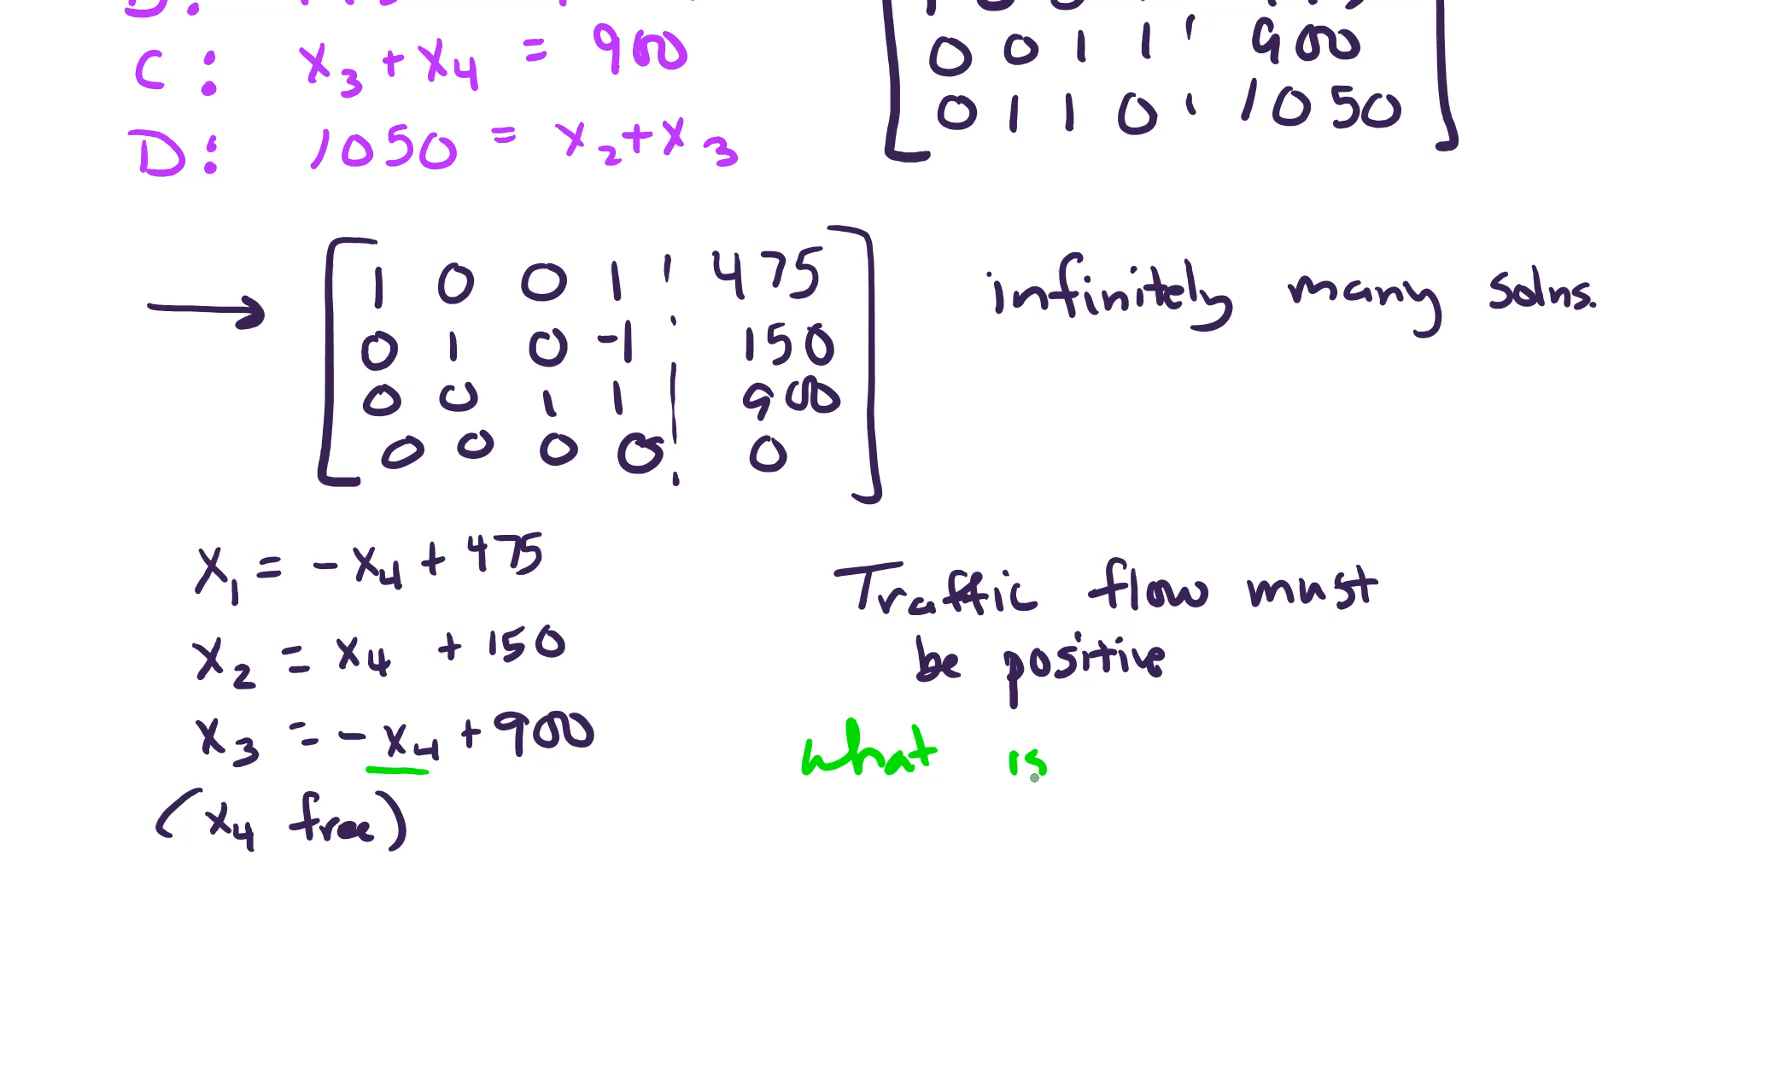 C: x₃ + x₄ = 900
D: 1050 = x₂ + x₃
0 0 1 1 ¦ 900
0 1 1 0 ¦ 1050
→ [ 1 0 0 1 ¦ 475
0 1 0 -1 ¦ 150
0 0 1 1 ¦ 900
0 0 0 0 ¦ 0 ]
infinitely many solns.
x₁ = -x₄ + 475
x₂ = x₄ + 150
x₃ = -x₄ + 900
(x₄ free)
Traffic flow must
be positive
what is